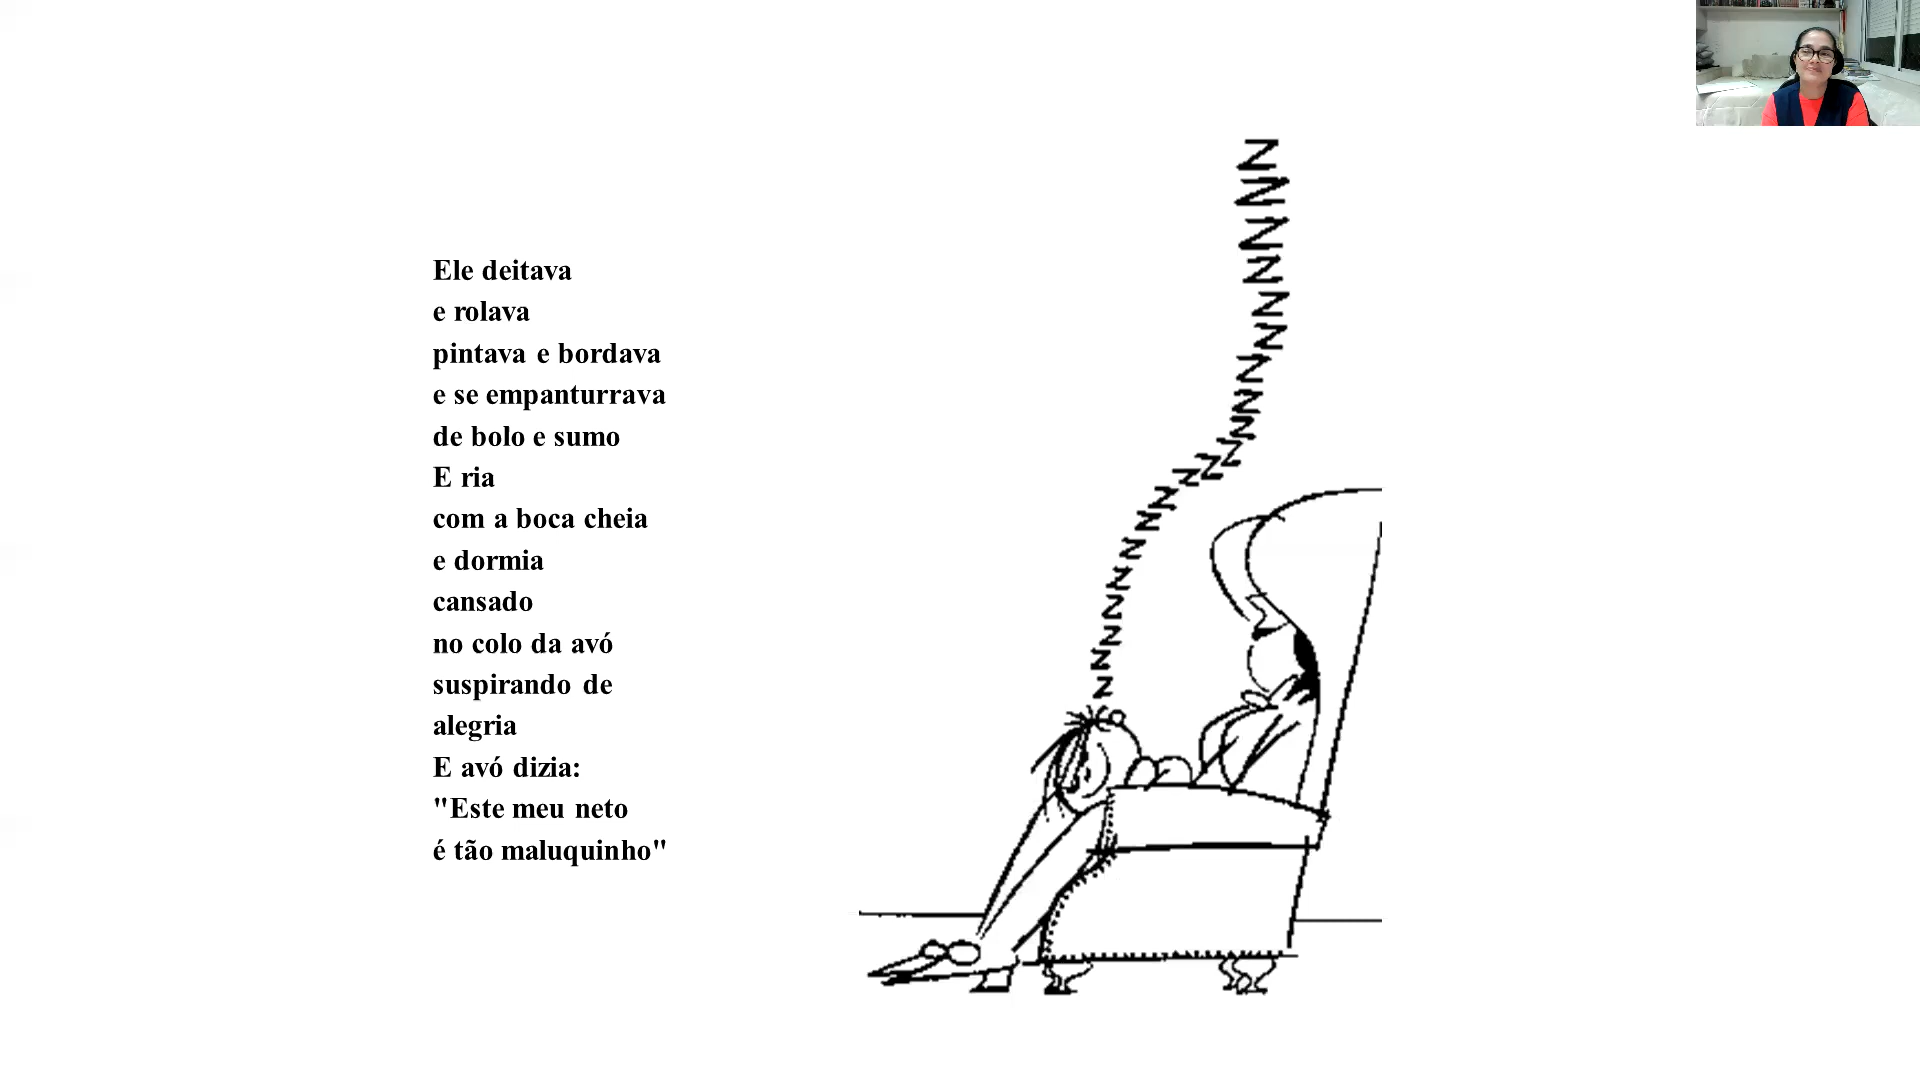 Ele deitava
e rolava
pintava e bordava
e se empanturrava
de bolo e sumo
E ria
com a boca cheia
e dormia
cansado
no colo da avó
suspirando de
alegria
E avó dizia:
"Este meu neto
é tão maluquinho"